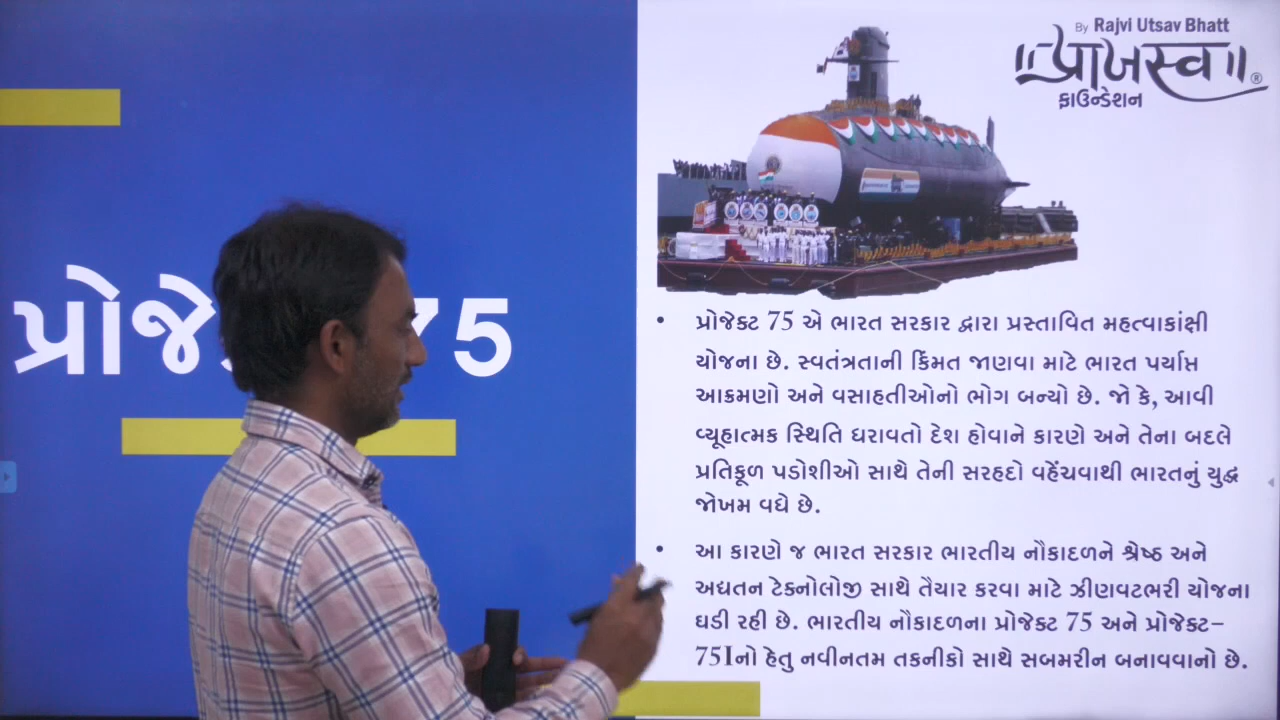 By Rajvi Utsav Bhatt
પ્રાખસ્વ
ફાઉન્ડેશન
75
• પ્રોજેક્ટ 75 એ ભારત સરકાર દ્વારા પ્રસ્તાવિત મહત્વાકાંક્ષી
યોજના છે. સ્વતંત્રતાની કિંમત જાણવા માટે ભારત પર્યાપ્ત
આક્રમણો અને વસાહતીઓનો ભોગ બન્યો છે. જો કે, આવી
વ્યૂહાત્મક સ્થિતિ ધરાવતો દેશ હોવાને કારણે અને તેના બદલે
પ્રતિકૂળ પડોશીઓ સાથે તેની સરહદો વહેંચવાથી ભારતનું યુદ્ધ
જોખમ વધે છે.
• આ કારણે જ ભારત સરકાર ભારતીય નૌકાદળને શ્રેષ્ઠ અને
અદ્યતન ટેક્નોલોજી સાથે તૈયાર કરવા માટે ઝીણવટભરી યોજના
ઘડી રહી છે. ભારતીય નૌકાદળના પ્રોજેક્ટ 75 અને પ્રોજેક્ટ–
75Iનો હેતુ નવીનતમ તકનીકો સાથે સબમરીન બનાવવાનો છે.